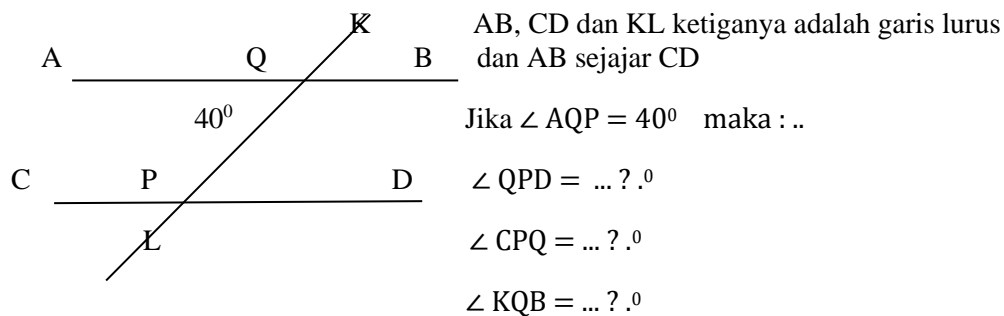 K AB, CD dan KL ketiganya adalah garis lurus
A Q B dan AB sejajar CD
40⁰ Jika ∠ AQP = 40⁰ maka : ..
C P D ∠ QPD = ... ? .⁰
L ∠ CPQ = ... ? .⁰
∠ KQB = ... ? .⁰